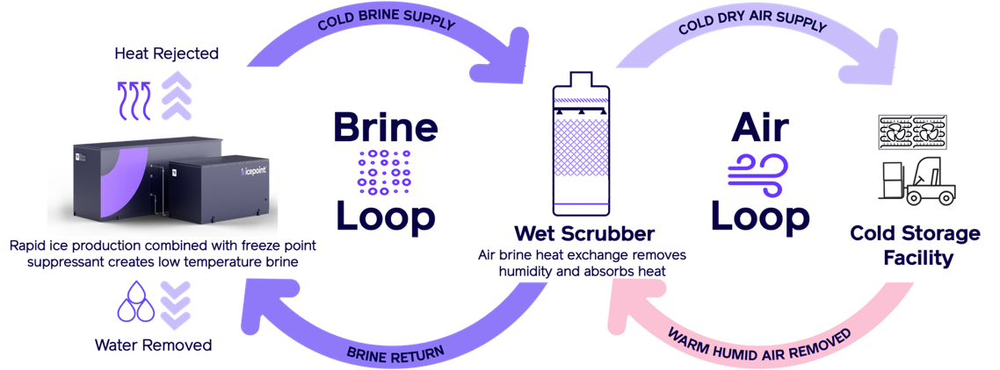 COLD BRINE SUPPLY
COLD DRY AIR SUPPLY
Heat Rejected
Brine
Loop
Air
Loop
icepoint
Rapid ice production combined with freeze point
suppressant creates low temperature brine
Wet Scrubber
Air brine heat exchange removes
humidity and absorbs heat
Cold Storage
Facility
Water Removed
BRINE RETURN
WARM HUMID AIR REMOVED